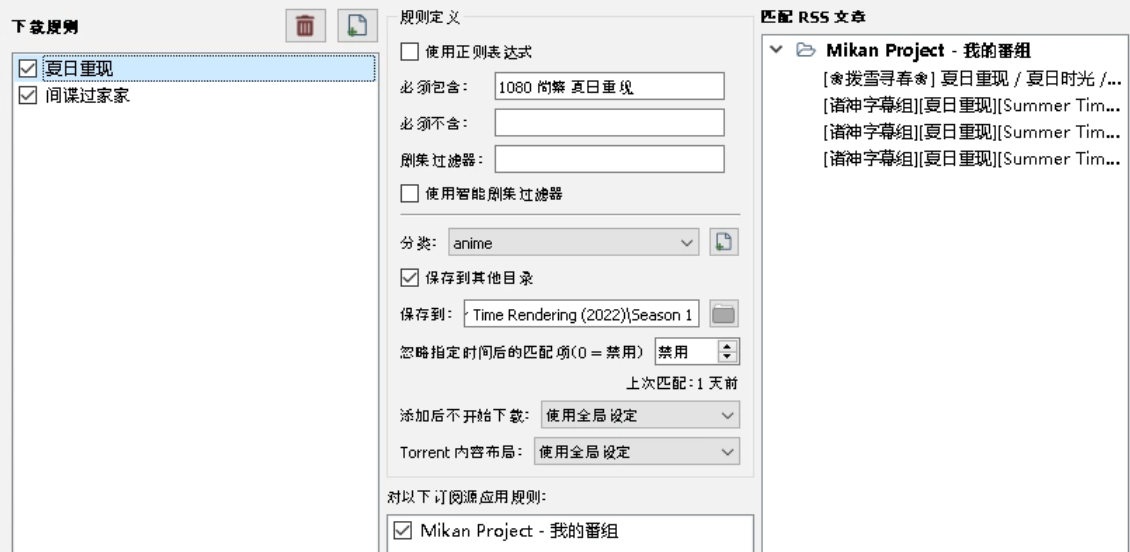 下载规则
夏日重现
间谍过家家
规则定义
使用正则表达式
必须包含: 1080 简繁 夏日重现
必须不含:
剧集过滤器:
使用智能剧集过滤器
分类: anime
保存到其他目录
保存到: Time Rendering (2022)\Season 1
忽略指定时间后的匹配项(0 = 禁用) 禁用
上次匹配: 1 天前
添加后不开始下载: 使用全局设定
Torrent 内容布局: 使用全局设定
对以下订阅源应用规则:
Mikan Project - 我的番组
匹配 RSS 文章
Mikan Project - 我的番组
[❀拨雪寻春❀] 夏日重现 / 夏日时光 /...
[诸神字幕组][夏日重现][Summer Tim...
[诸神字幕组][夏日重现][Summer Tim...
[诸神字幕组][夏日重现][Summer Tim...